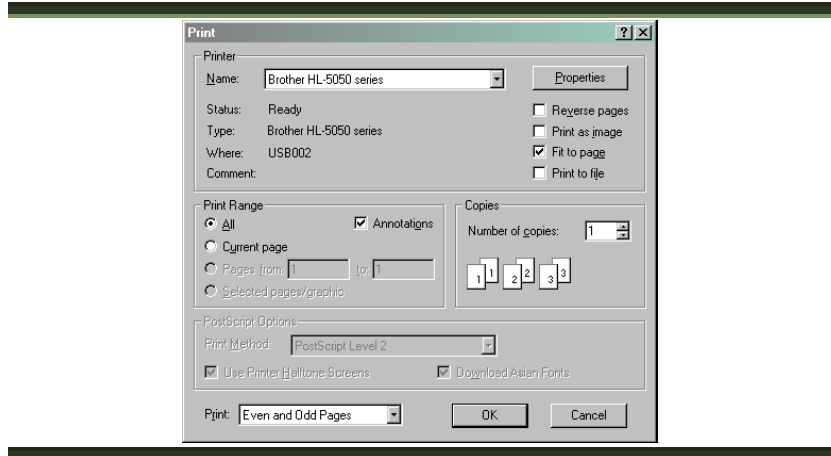 Print
Printer
Name: Brother HL-5050 series Properties
Status: Ready Reverse pages
Type: Brother HL-5050 series Print as image
Where: USB002 Fit to page
Comment: Print to file
Print Range
All Annotations
Current page
Pages from: 1 to: 1
Selected pages/graphic
Copies
Number of copies: 1
1 1 2 2 3 3
PostScript Options
Print Method: PostScript Level 2
Use Printer Halftone Screens Download Asian Fonts
Print: Even and Odd Pages OK Cancel